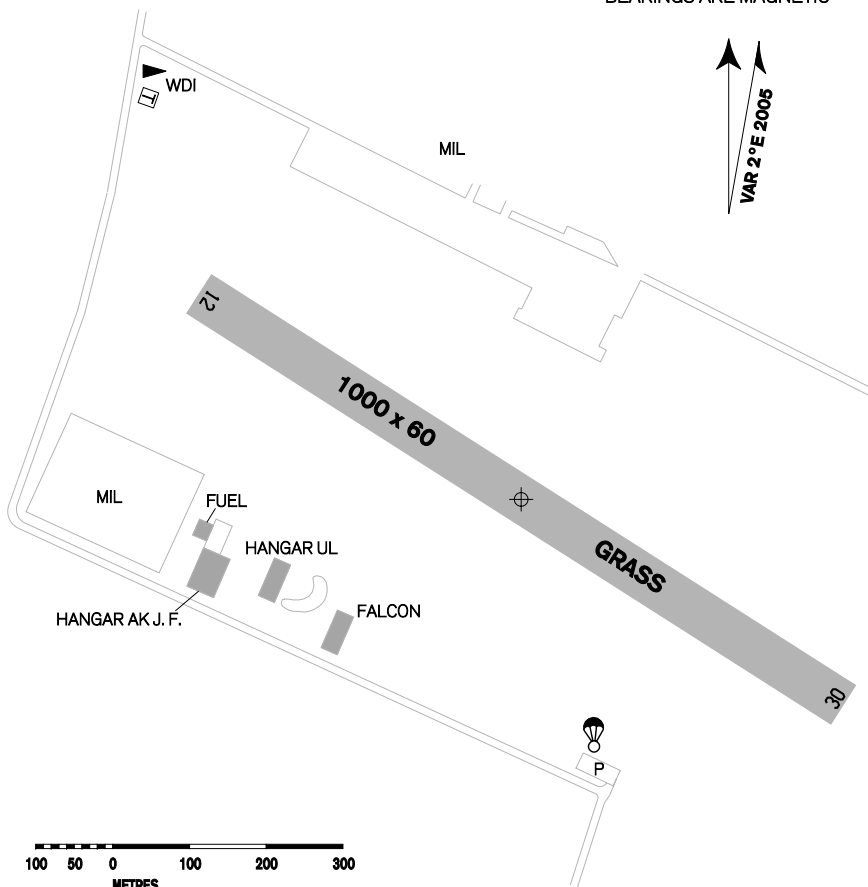 BEARINGS ARE MAGNETIC
WDI
T
MIL
VAR 2°E 2005
12
1000 x 60
MIL
FUEL
HANGAR UL
GRASS
HANGAR AK J. F.
FALCON
30
P
100 50 0 100 200 300
METRES